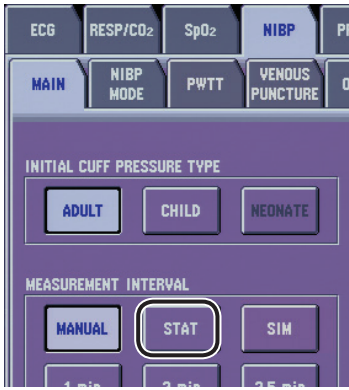 ECG RESP/CO2 SpO2 NIBP
MAIN NIBP MODE PWTT VENOUS PUNCTURE
INITIAL CUFF PRESSURE TYPE
ADULT CHILD NEONATE
MEASUREMENT INTERVAL
MANUAL STAT SIM